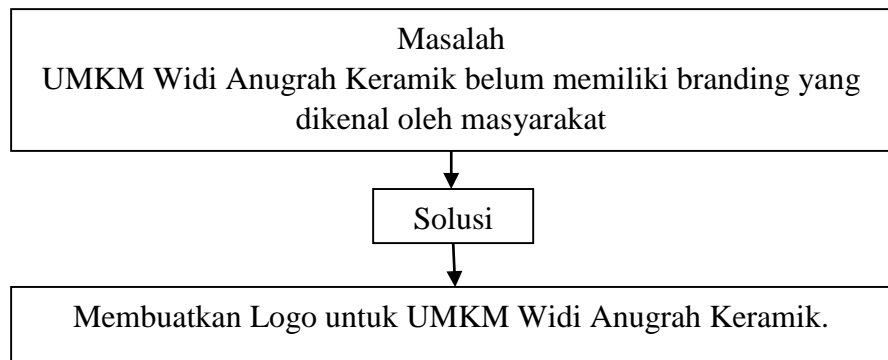 Masalah
UMKM Widi Anugrah Keramik belum memiliki branding yang
dikenal oleh masyarakat
Solusi
Membuatkan Logo untuk UMKM Widi Anugrah Keramik.